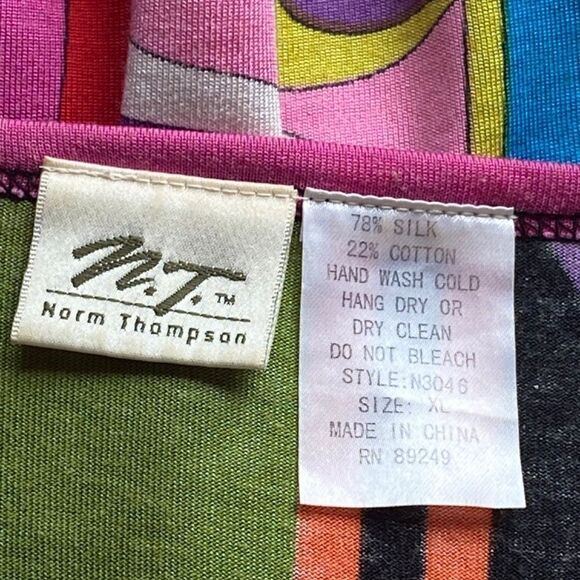 N.T.™
Norm Thompson
78% SILK
22% COTTON
HAND WASH COLD
HANG DRY OR
DRY CLEAN
DO NOT BLEACH
STYLE:N3046
SIZE: XL
MADE IN CHINA
RN 89249